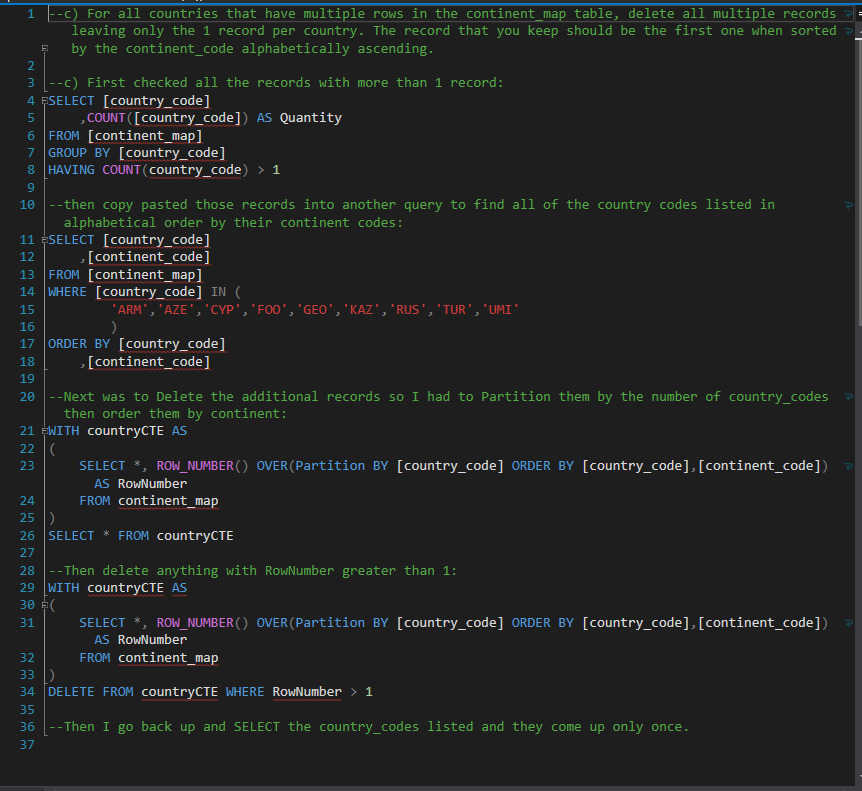 1 --c) For all countries that have multiple rows in the continent_map table, delete all multiple records
leaving only the 1 record per country. The record that you keep should be the first one when sorted
by the continent_code alphabetically ascending.
2
3 --c) First checked all the records with more than 1 record:
4 SELECT [country_code]
5 ,COUNT([country_code]) AS Quantity
6 FROM [continent_map]
7 GROUP BY [country_code]
8 HAVING COUNT(country_code) > 1
9
10 --then copy pasted those records into another query to find all of the country codes listed in
alphabetical order by their continent codes:
11 SELECT [country_code]
12 ,[continent_code]
13 FROM [continent_map]
14 WHERE [country_code] IN (
15 'ARM','AZE','CYP','FOO','GEO','KAZ','RUS','TUR','UMI'
16 )
17 ORDER BY [country_code]
18 ,[continent_code]
19
20 --Next was to Delete the additional records so I had to Partition them by the number of country_codes
then order them by continent:
21 WITH countryCTE AS
22 (
23 SELECT *, ROW_NUMBER() OVER(Partition BY [country_code] ORDER BY [country_code],[continent_code])
AS RowNumber
24 FROM continent_map
25 )
26 SELECT * FROM countryCTE
27
28 --Then delete anything with RowNumber greater than 1:
29 WITH countryCTE AS
30 (
31 SELECT *, ROW_NUMBER() OVER(Partition BY [country_code] ORDER BY [country_code],[continent_code])
AS RowNumber
32 FROM continent_map
33 )
34 DELETE FROM countryCTE WHERE RowNumber > 1
35
36 --Then I go back up and SELECT the country_codes listed and they come up only once.
37